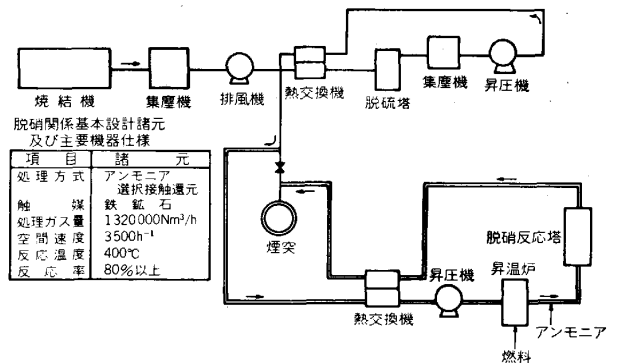 焼結機
集塵機
排風機
熱交換機
脱硫塔
集塵機
昇圧機
脱硝関係基本設計諸元
及び主要機器仕様
項目 諸元
処理方式 アンモニア
選択接触還元
触媒 鉄鉱石
処理ガス量 1320000Nm³/h
空間速度 3500h⁻¹
反応温度 400℃
反応率 80%以上
煙突
熱交換機
昇圧機
昇温炉
脱硝反応塔
アンモニア
燃料